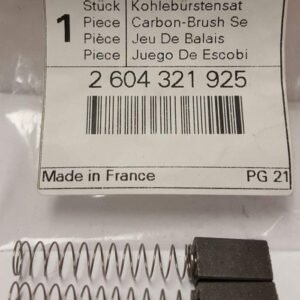 1 Stück Kohlebürstensat
Piece Carbon-Brush Se
Pièce Jeu De Balais
Piece Juego De Escobi
2 604 321 925
Made in France PG 21